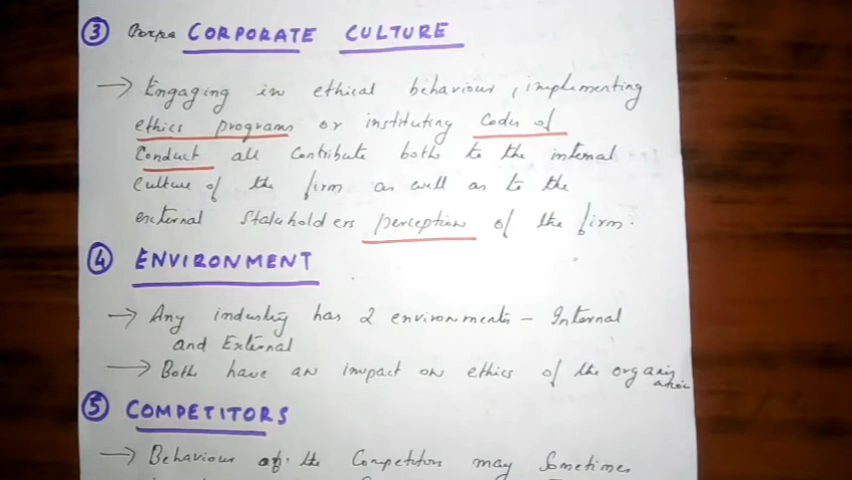 ③ Corpo CORPORATE CULTURE
→ Engaging in ethical behaviour, implementing
ethics programs or instituting Codes of
Conduct all contribute both to the internal
culture of the firm as well as to the
external stakeholders perception of the firm.
④ ENVIRONMENT
→ Any industry has 2 environments - Internal
and External
→ Both have an impact on ethics of the organis
ation
⑤ COMPETITORS
→ Behaviour of the Competitors may Sometimes